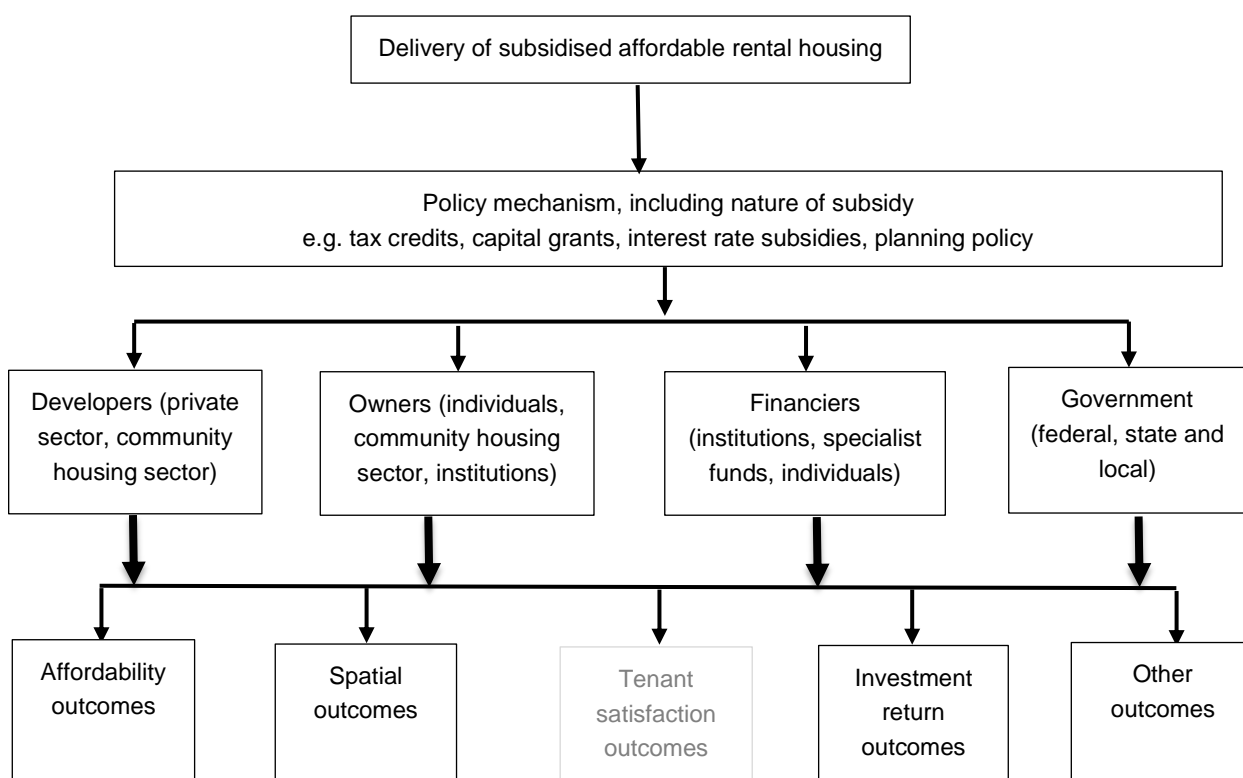 Delivery of subsidised affordable rental housing
Policy mechanism, including nature of subsidy
e.g. tax credits, capital grants, interest rate subsidies, planning policy
Developers (private
sector, community
housing sector)
Owners (individuals,
community housing
sector, institutions)
Financiers
(institutions, specialist
funds, individuals)
Government
(federal, state and
local)
Affordability
outcomes
Spatial
outcomes
Tenant
satisfaction
outcomes
Investment
return
outcomes
Other
outcomes